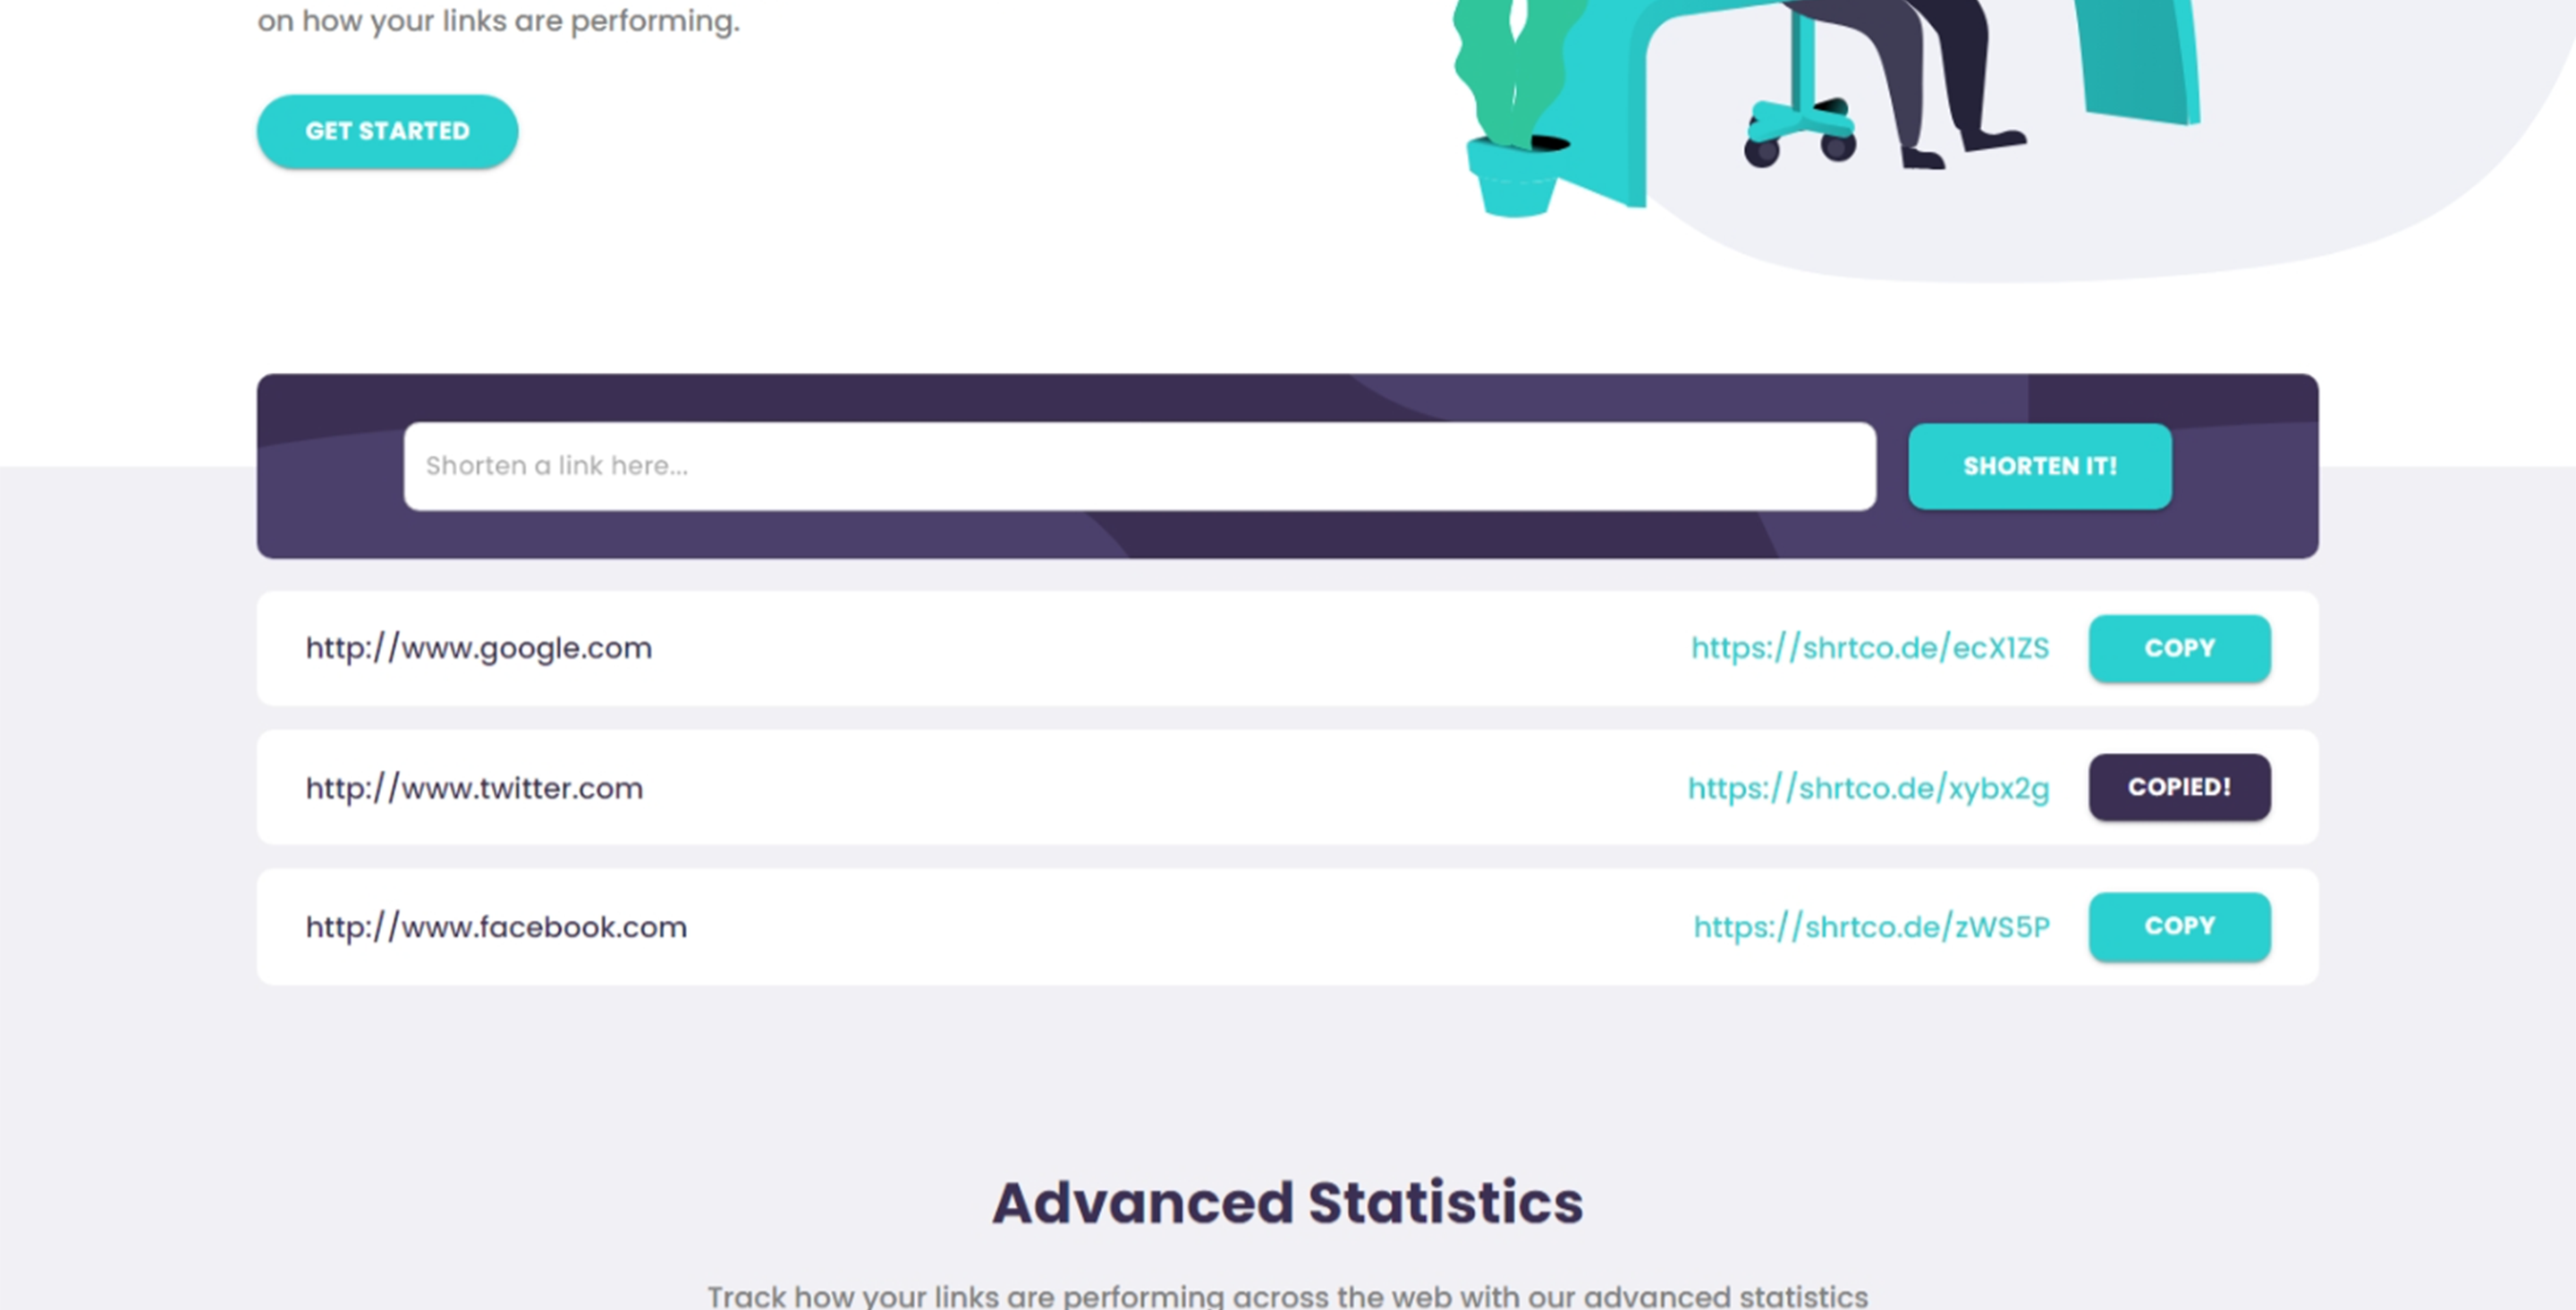 on how your links are performing.
GET STARTED
Shorten a link here...
SHORTEN IT!
http://www.google.com
https://shrtco.de/ecX1ZS
COPY
http://www.twitter.com
https://shrtco.de/xybx2g
COPIED!
http://www.facebook.com
https://shrtco.de/zWS5P
COPY
Advanced Statistics
Track how your links are performing across the web with our advanced statistics